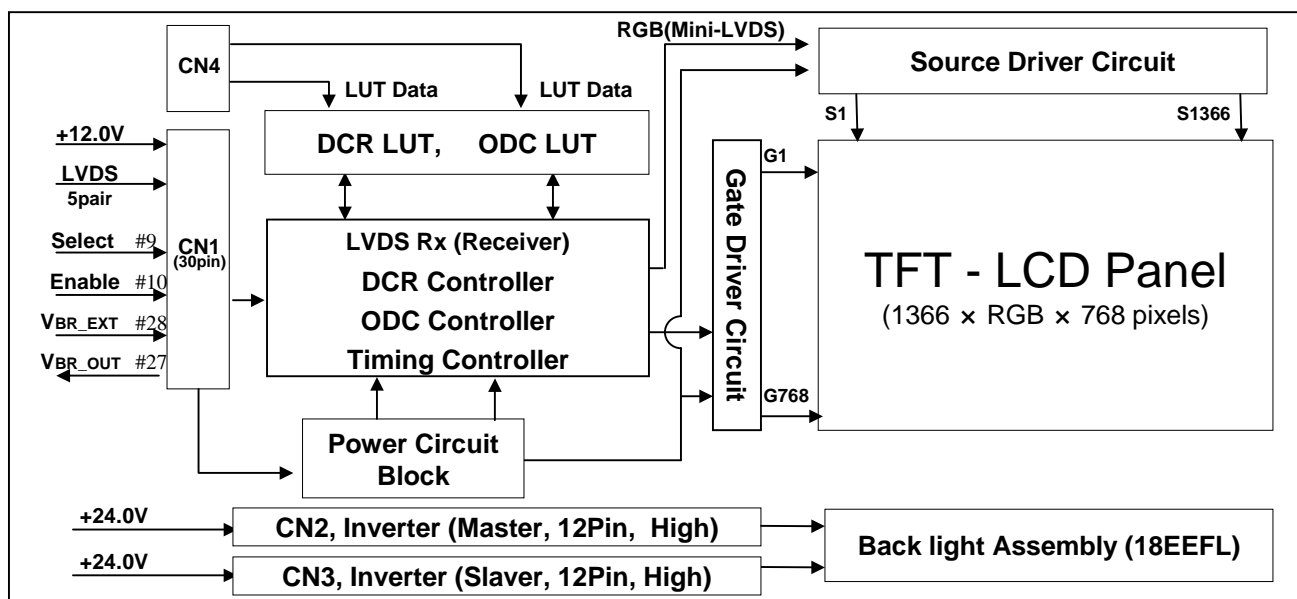 RGB(Mini-LVDS)
CN4
Source Driver Circuit
LUT Data
LUT Data
S1
S1366
+12.0V
DCR LUT, ODC LUT
G1
LVDS
5pair
Gate Driver Circuit
Select #9
CN1
(30pin)
LVDS Rx (Receiver)
TFT - LCD Panel
Enable #10
DCR Controller
(1366 × RGB × 768 pixels)
VBR_EXT #28
ODC Controller
VBR_OUT #27
Timing Controller
G768
Power Circuit
Block
+24.0V
CN2, Inverter (Master, 12Pin, High)
Back light Assembly (18EEFL)
+24.0V
CN3, Inverter (Slaver, 12Pin, High)